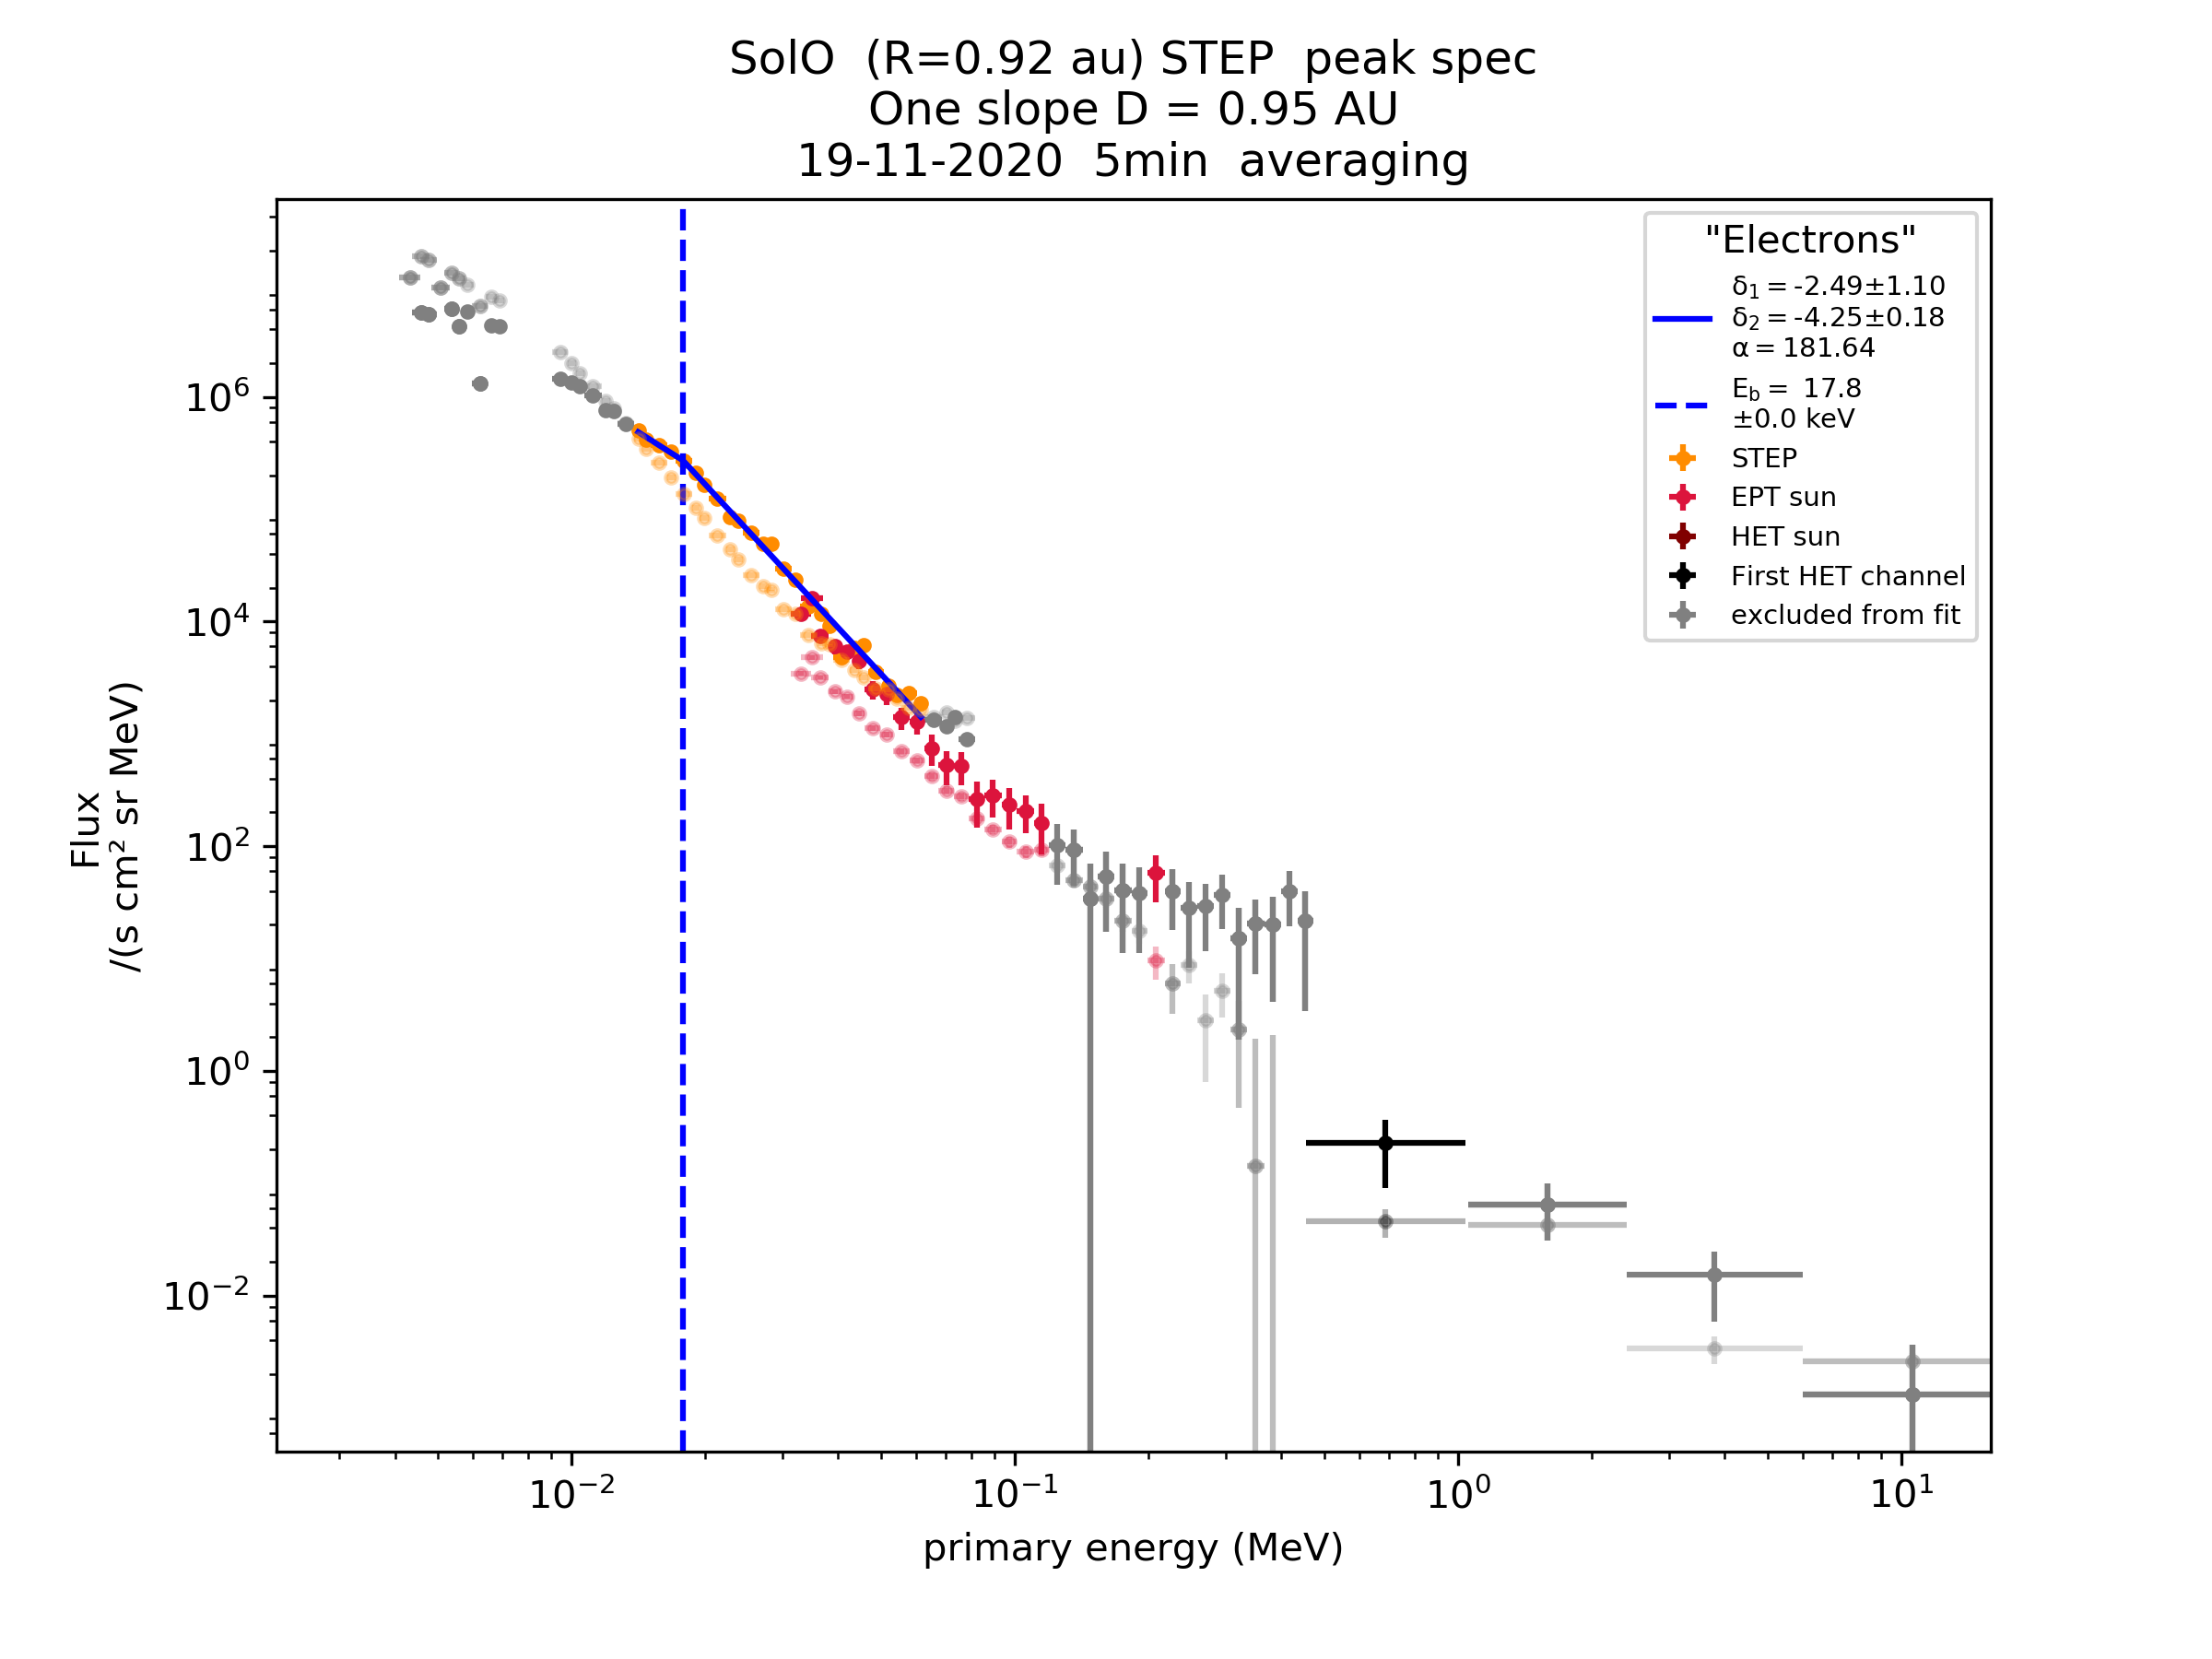 SolO  (R=0.92 au) STEP  peak spec
One slope D = 0.95 AU
19-11-2020  5min  averaging
"Electrons"
δ₁ = -2.49±1.10
δ₂ = -4.25±0.18
α = 181.64
E_b =  17.8
±0.0 keV
STEP
EPT sun
HET sun
First HET channel
excluded from fit
Flux
/(s cm² sr MeV)
10⁶
10⁴
10²
10⁰
10⁻²
10⁻² 10⁻¹ 10⁰ 10¹
primary energy (MeV)